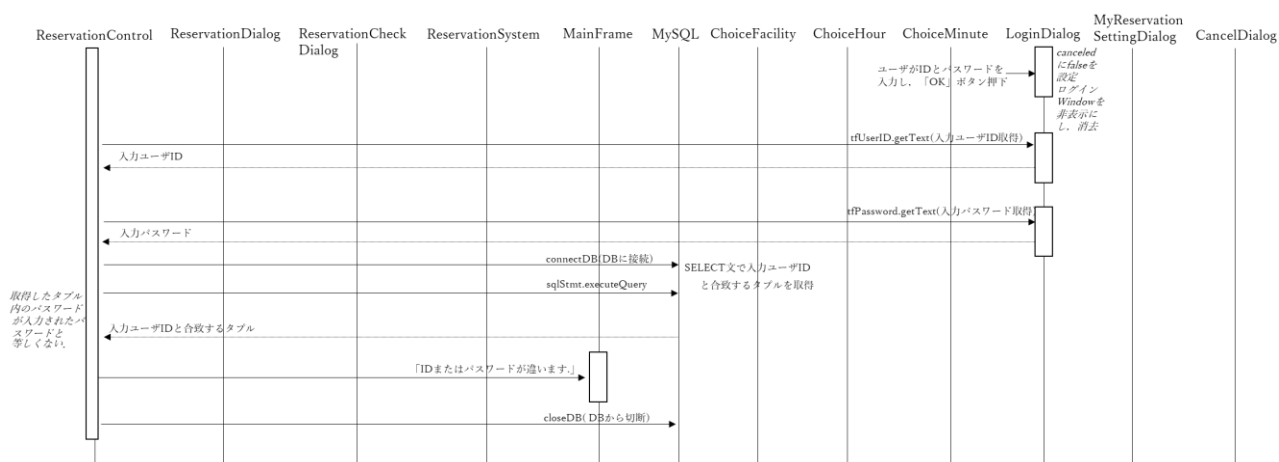 ReservationControl
ReservationDialog
ReservationCheck
Dialog
ReservationSystem
MainFrame
MySQL
ChoiceFacility
ChoiceHour
ChoiceMinute
LoginDialog
MyReservation
SettingDialog
CancelDialog
ユーザがIDとパスワードを
入力し，「OK」ボタン押下
canceled
にfalseを
設定
ログイン
Windowを
非表示に
し，消去
tfUserID.getText(入力ユーザID取得)
入力ユーザID
tfPassword.getText(入力パスワード取得)
入力パスワード
connectDB(DBに接続)
SELECT文で入力ユーザID
と合致するタブルを取得
sqlStmt.executeQuery
取得したタブル
内のパスワード
が入力されたパ
スワードと
等しくない．
入力ユーザIDと合致するタブル
「IDまたはパスワードが違います.」
closeDB( DBから切断)